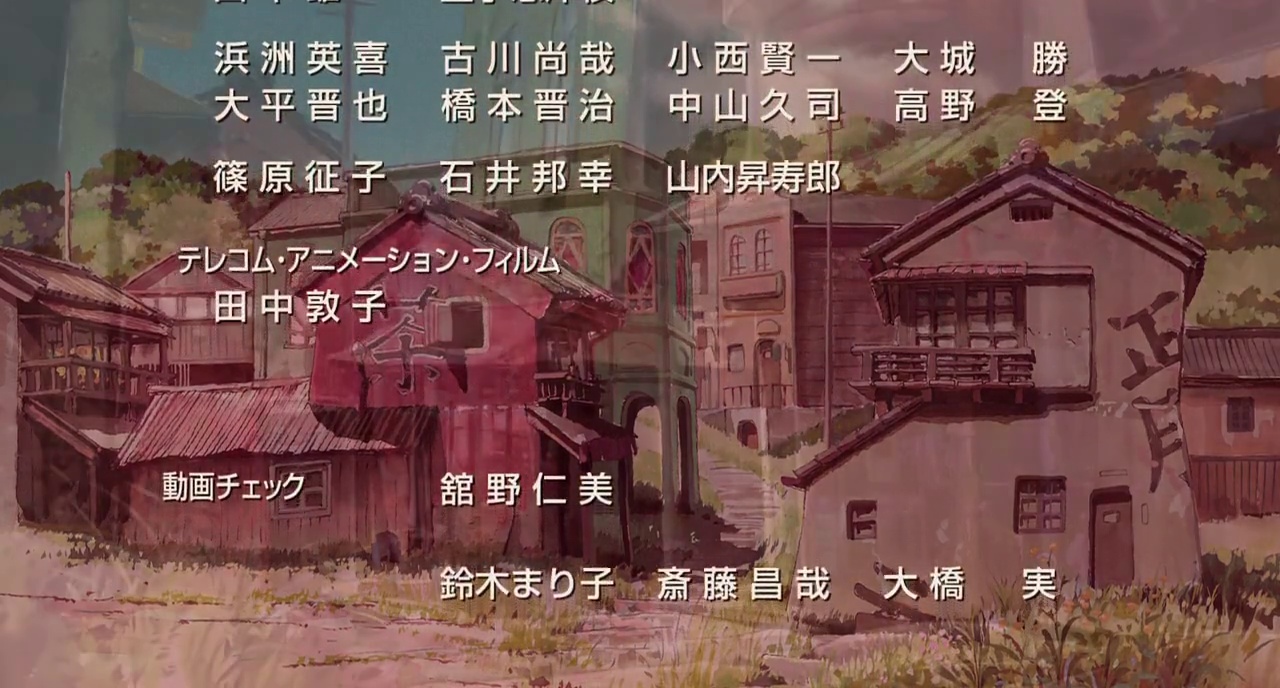 浜洲英喜 古川尚哉 小西賢一 大城 勝
大平晋也 橋本晋治 中山久司 高野 登
篠原征子 石井邦幸 山内昇寿郎
テレコム・アニメーション・フィルム
田中敦子
茶
動画チェック 舘野仁美
鈴木まり子 斎藤昌哉 大橋 実